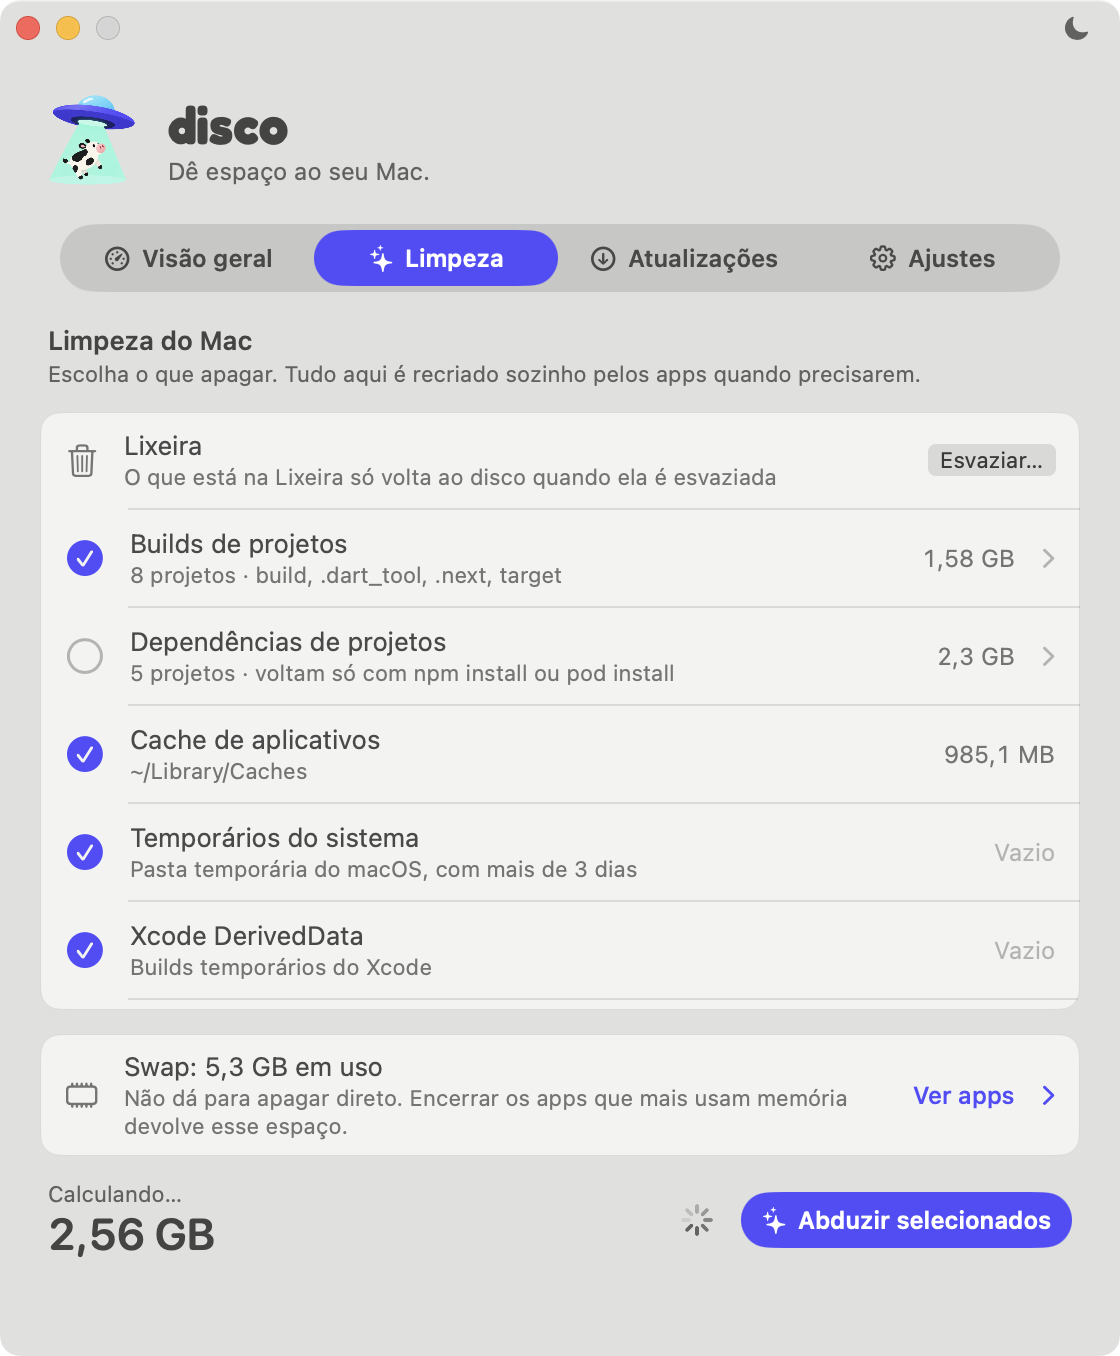 disco
Dê espaço ao seu Mac.
Visão geral
Limpeza
Atualizações
Ajustes
Limpeza do Mac
Escolha o que apagar. Tudo aqui é recriado sozinho pelos apps quando precisarem.
Lixeira
O que está na Lixeira só volta ao disco quando ela é esvaziada
Esvaziar...
Builds de projetos
8 projetos · build, .dart_tool, .next, target
1,58 GB
Dependências de projetos
5 projetos · voltam só com npm install ou pod install
2,3 GB
Cache de aplicativos
~/Library/Caches
985,1 MB
Temporários do sistema
Pasta temporária do macOS, com mais de 3 dias
Vazio
Xcode DerivedData
Builds temporários do Xcode
Vazio
Swap: 5,3 GB em uso
Não dá para apagar direto. Encerrar os apps que mais usam memória
devolve esse espaço.
Ver apps
Calculando...
2,56 GB
Abduzir selecionados